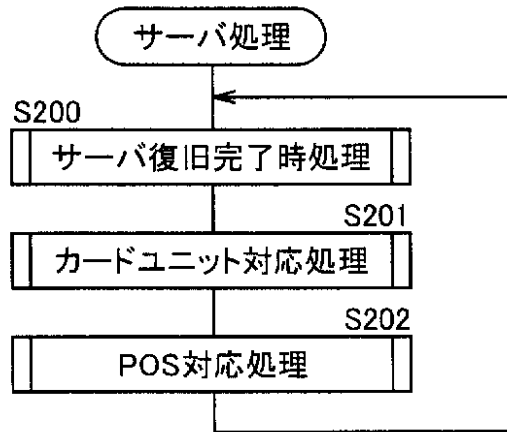 サーバ処理
S200
サーバ復旧完了時処理
S201
カードユニット対応処理
S202
POS対応処理